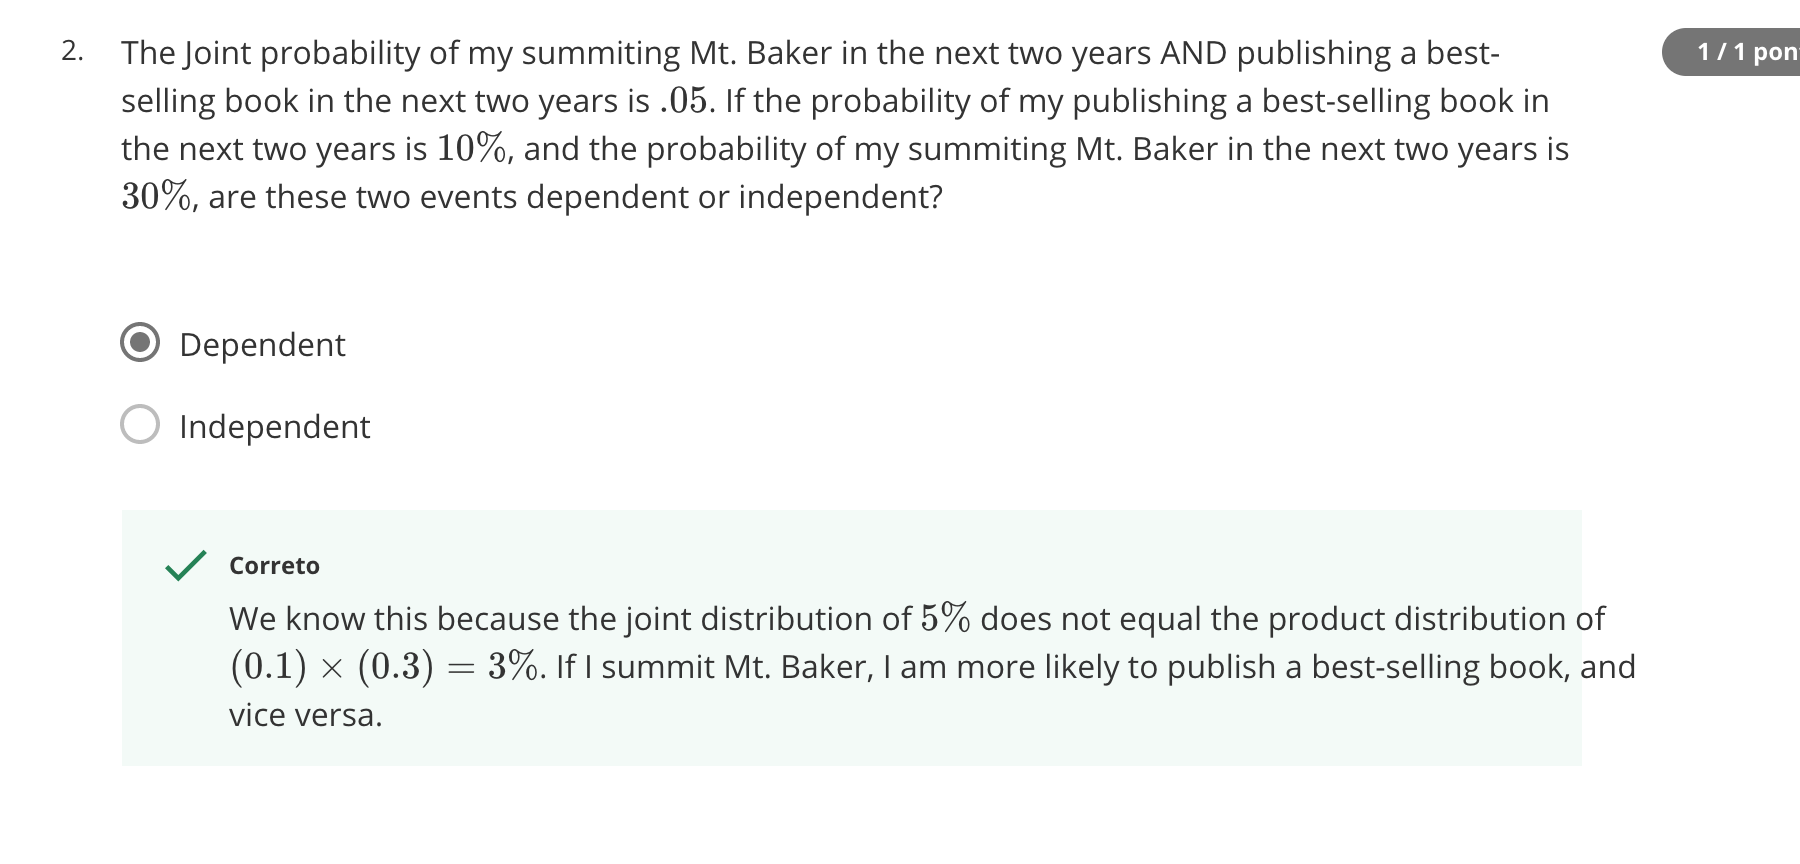 2. The Joint probability of my summiting Mt. Baker in the next two years AND publishing a best-
1 / 1 pon
selling book in the next two years is .05. If the probability of my publishing a best-selling book in
the next two years is 10%, and the probability of my summiting Mt. Baker in the next two years is
30%, are these two events dependent or independent?
Dependent
Independent
Correto
We know this because the joint distribution of 5% does not equal the product distribution of
(0.1) × (0.3) = 3%. If I summit Mt. Baker, I am more likely to publish a best-selling book, and
vice versa.